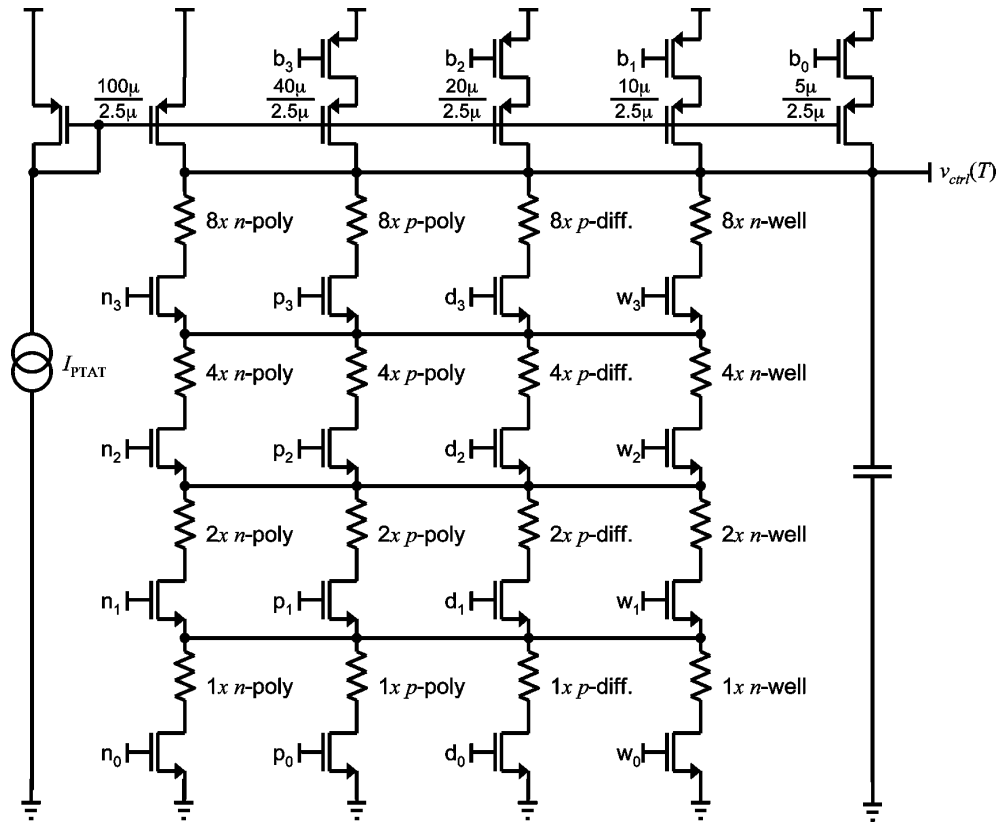 b₃ b₂ b₁ b₀
100µ/2.5µ 40µ/2.5µ 20µ/2.5µ 10µ/2.5µ 5µ/2.5µ
v_ctrl(T)
8x n-poly 8x p-poly 8x p-diff. 8x n-well
n₃ p₃ d₃ w₃
I_PTAT
4x n-poly 4x p-poly 4x p-diff. 4x n-well
n₂ p₂ d₂ w₂
2x n-poly 2x p-poly 2x p-diff. 2x n-well
n₁ p₁ d₁ w₁
1x n-poly 1x p-poly 1x p-diff. 1x n-well
n₀ p₀ d₀ w₀